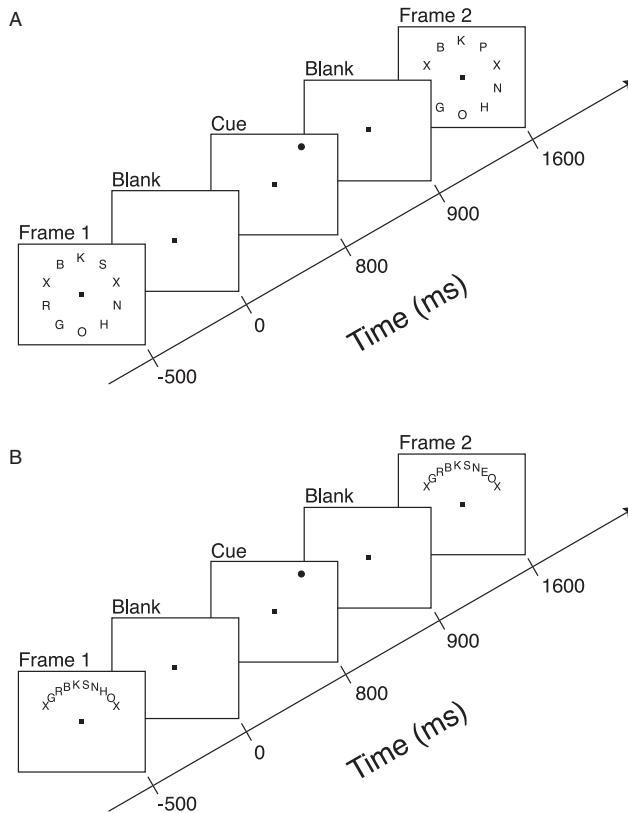 A
Frame 2
B K P
X X
N
G O H
Blank
Cue
Blank
Frame 1
B K S
X X
R N
G O H
1600
900
800
0
-500
Time (ms)
B
Frame 2
XGRBKSNEOX
Blank
Cue
Blank
Frame 1
XGRBKSNHOX
1600
900
800
0
-500
Time (ms)